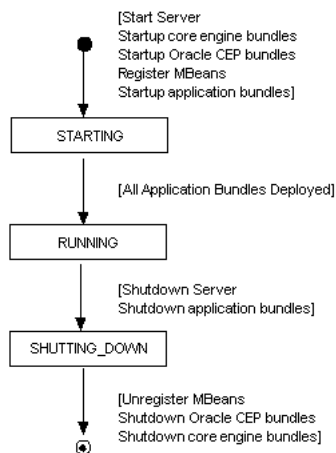 [Start Server
Startup core engine bundles
Startup Oracle CEP bundles
Register MBeans
Startup application bundles]
STARTING
[All Application Bundles Deployed]
RUNNING
[Shutdown Server
Shutdown application bundles]
SHUTTING_DOWN
[Unregister MBeans
Shutdown Oracle CEP bundles
Shutdown core engine bundles]